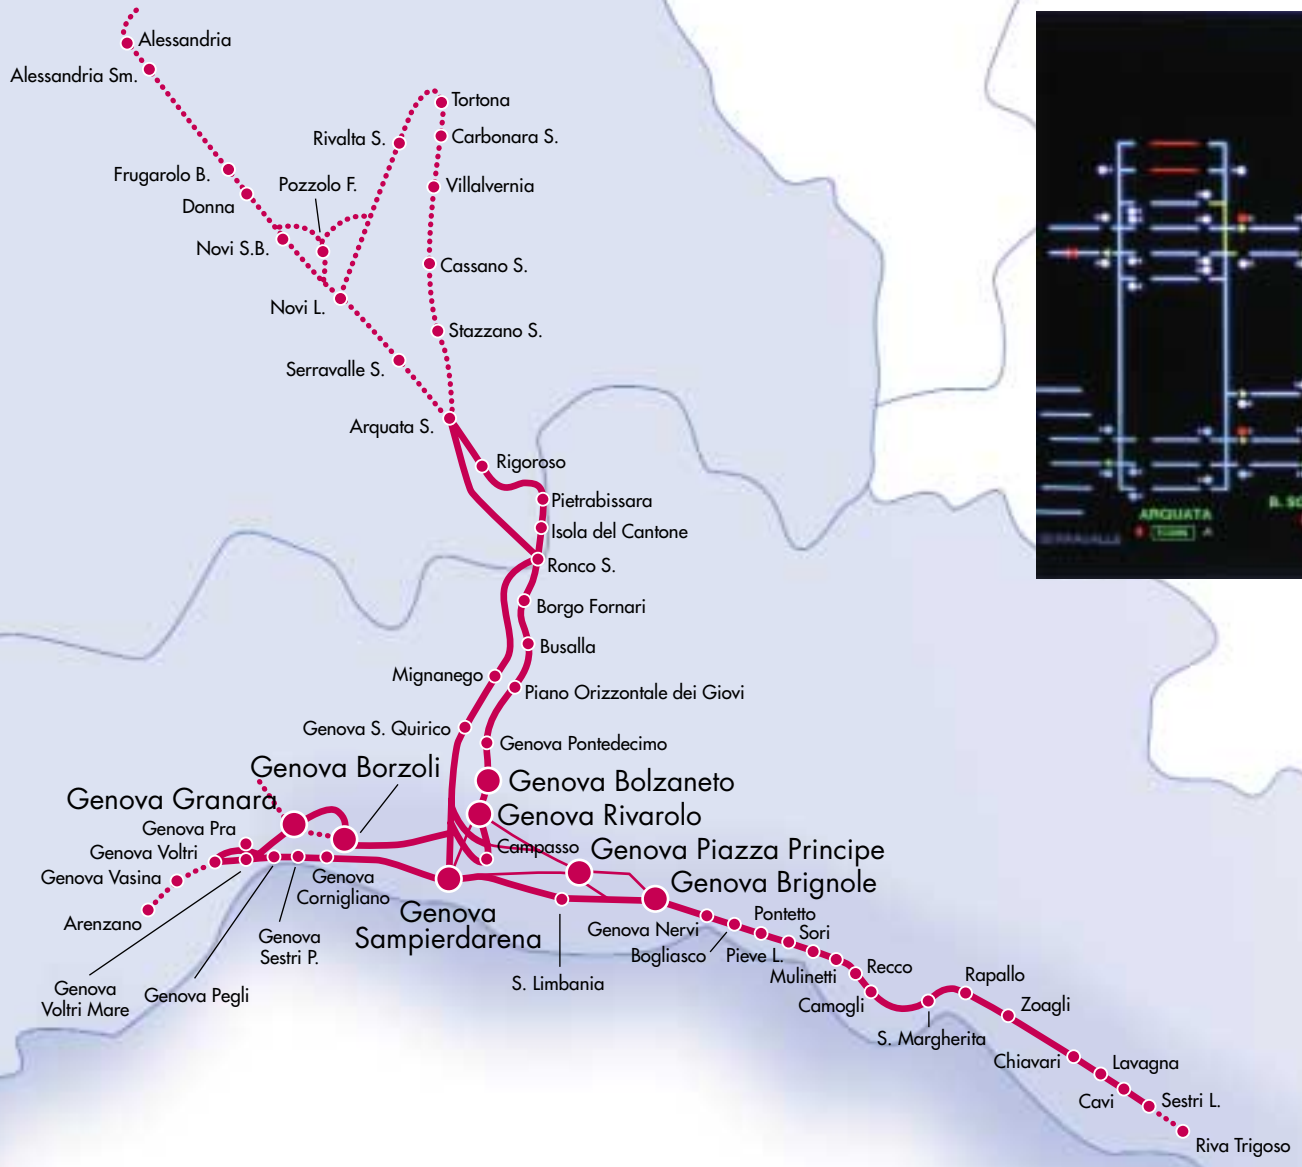 Alessandria
Alessandria Sm.
Tortona
Rivalta S.
Carbonara S.
Frugarolo B.
Pozzolo F.
Villalvernia
Donna
Novi S.B.
Cassano S.
Novi L.
Stazzano S.
Serravalle S.
Arquata S.
Rigoroso
Pietrabissara
Isola del Cantone
Ronco S.
Borgo Fornari
Busalla
Mignanego
Piano Orizzontale dei Giovi
Genova S. Quirico
Genova Pontedecimo
Genova Borzoli
Genova Bolzaneto
Genova Granara
Genova Rivarolo
Genova Pra
Campasso
Genova Piazza Principe
Genova Voltri
Genova Vasina
Genova
Cornigliano
Genova Brignole
Arenzano
Genova
Sampierdarena
Genova
Sestri P.
Genova Nervi
Pontetto
Sori
Bogliasco
Pieve L.
Mulinetti
Recco
Rapallo
Genova
Voltri Mare
Genova Pegli
S. Limbania
Camogli
Zoagli
S. Margherita
Chiavari
Lavagna
Cavi
Sestri L.
Riva Trigoso
ARQUATA
B. SC
SERRAVALLE